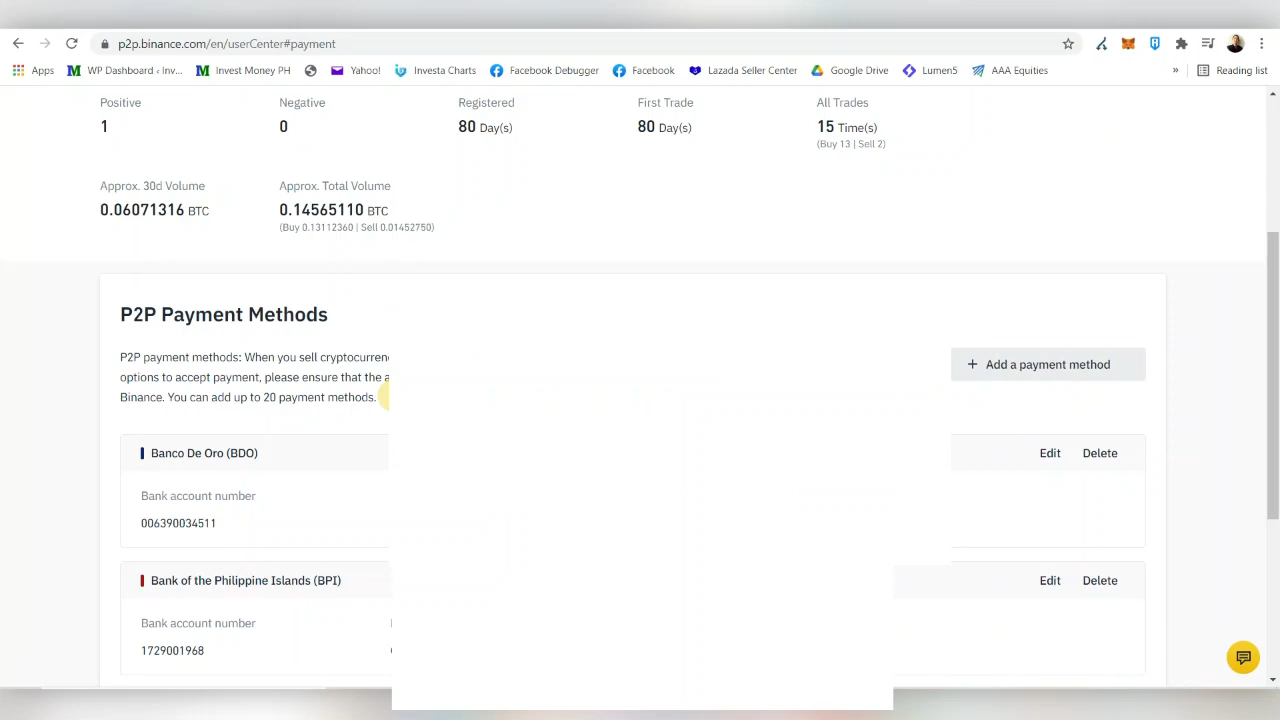 p2p.binance.com/en/userCenter#payment
Apps WP Dashboard ‹ Inv... Invest Money PH Yahoo! Investa Charts Facebook Debugger Facebook Lazada Seller Center Google Drive Lumen5 AAA Equities » Reading list
Positive Negative Registered First Trade All Trades
1 0 80 Day(s) 80 Day(s) 15 Time(s)
(Buy 13 | Sell 2)
Approx. 30d Volume Approx. Total Volume
0.06071316 BTC 0.14565110 BTC
(Buy 0.13112360 | Sell 0.01452750)
P2P Payment Methods
P2P payment methods: When you sell cryptocurren
options to accept payment, please ensure that the a
Binance. You can add up to 20 payment methods.
+ Add a payment method
Banco De Oro (BDO) Edit Delete
Bank account number
006390034511
Bank of the Philippine Islands (BPI) Edit Delete
Bank account number
1729001968